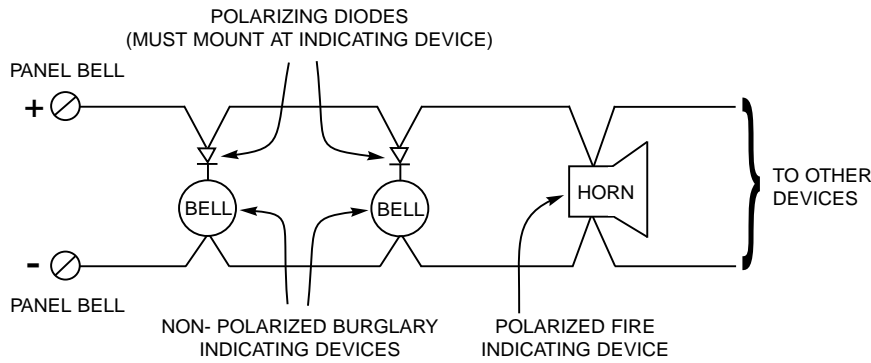 POLARIZING DIODES
(MUST MOUNT AT INDICATING DEVICE)
PANEL BELL
+
BELL
BELL
HORN
TO OTHER
DEVICES
-
PANEL BELL
NON- POLARIZED BURGLARY
INDICATING DEVICES
POLARIZED FIRE
INDICATING DEVICE